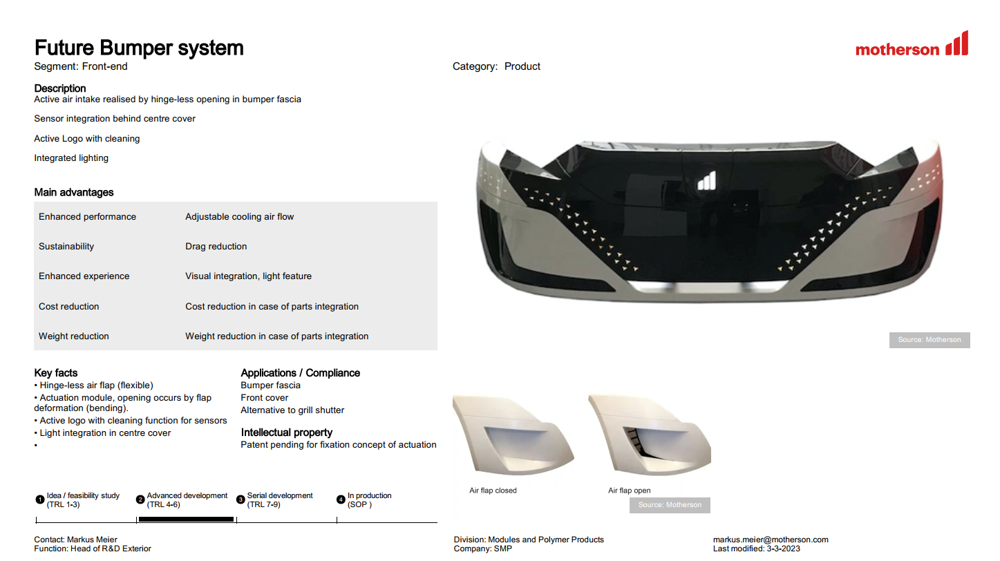 Future Bumper system
motherson
Segment: Front-end
Category: Product
Description
Active air intake realised by hinge-less opening in bumper fascia
Sensor integration behind centre cover
Active Logo with cleaning
Integrated lighting
Main advantages
Enhanced performance Adjustable cooling air flow
Sustainability Drag reduction
Enhanced experience Visual integration, light feature
Cost reduction Cost reduction in case of parts integration
Weight reduction Weight reduction in case of parts integration
Source: Motherson
Key facts
• Hinge-less air flap (flexible)
• Actuation module, opening occurs by flap
deformation (bending).
• Active logo with cleaning function for sensors
• Light integration in centre cover
•
Applications / Compliance
Bumper fascia
Front cover
Alternative to grill shutter
Intellectual property
Patent pending for fixation concept of actuation
Air flap closed
Air flap open
Source: Motherson
1 Idea / feasibility study
(TRL 1-3)
2 Advanced development
(TRL 4-6)
3 Serial development
(TRL 7-9)
4 In production
(SOP )
Contact: Markus Meier
Function: Head of R&D Exterior
Division: Modules and Polymer Products
Company: SMP
markus.meier@motherson.com
Last modified: 3-3-2023